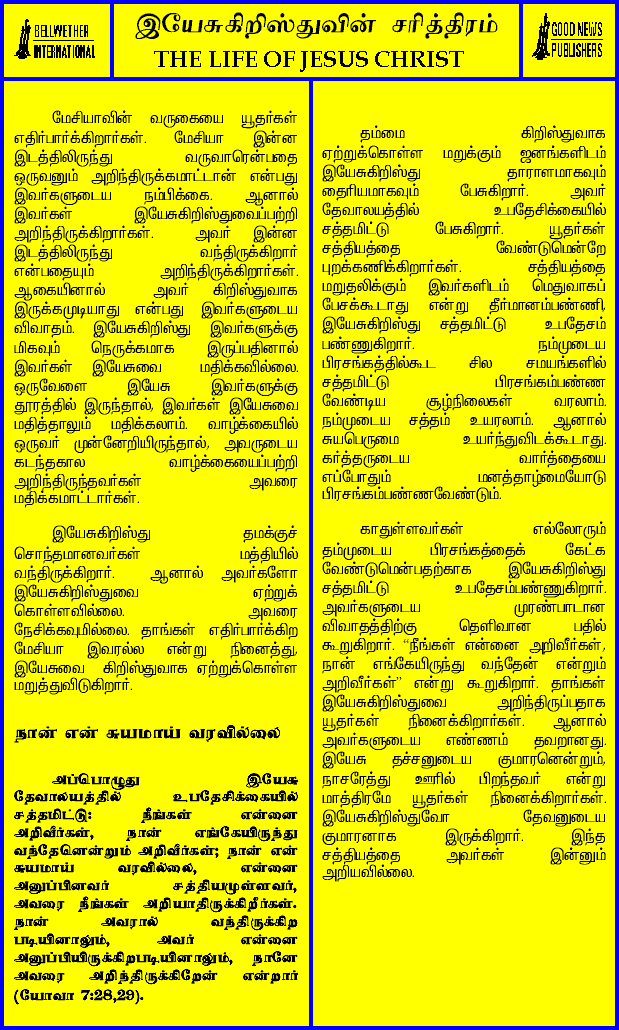 BELLWETHER
INTERNATIONAL
இயேசுகிறிஸ்துவின் சரித்திரம்
THE LIFE OF JESUS CHRIST
GOOD NEWS
PUBLISHERS
மேசியாவின் வருகையை யூதர்கள்
எதிர்பார்க்கிறார்கள். மேசியா இன்ன
இடத்திலிருந்து வருவாரென்பதை
ஒருவனும் அறிந்திருக்கமாட்டான் என்பது
இவர்களுடைய நம்பிக்கை. ஆனால்
இவர்கள் இயேசுகிறிஸ்துவைப்பற்றி
அறிந்திருக்கிறார்கள். அவர் இன்ன
இடத்திலிருந்து வந்திருக்கிறார்
என்பதையும் அறிந்திருக்கிறார்கள்.
ஆகையினால் அவர் கிறிஸ்துவாக
இருக்கமுடியாது என்பது இவர்களுடைய
விவாதம். இயேசுகிறிஸ்து இவர்களுக்கு
மிகவும் நெருக்கமாக இருப்பதினால்
இவர்கள் இயேசுவை மதிக்கவில்லை.
ஒருவேளை இயேசு இவர்களுக்கு
தூரத்தில் இருந்தால், இவர்கள் இயேசுவை
மதித்தாலும் மதிக்கலாம். வாழ்க்கையில்
ஒருவர் முன்னேறியிருந்தால், அவருடைய
கடந்தகால வாழ்க்கையைப்பற்றி
அறிந்திருந்தவர்கள் அவரை
மதிக்கமாட்டார்கள்.
இயேசுகிறிஸ்து தமக்குச்
சொந்தமானவர்கள் மத்தியில்
வந்திருக்கிறார். ஆனால் அவர்களோ
இயேசுகிறிஸ்துவை ஏற்றுக்
கொள்ளவில்லை. அவரை
நேசிக்கவுமில்லை. தாங்கள் எதிர்பார்க்கிற
மேசியா இவரல்ல என்று நினைத்து,
இயேசுவை கிறிஸ்துவாக ஏற்றுக்கொள்ள
மறுத்துவிடுகிறார்.
நான் என் சுயமாய் வரவில்லை
அப்பொழுது இயேசு
தேவாலயத்தில் உபதேசிக்கையில்
சத்தமிட்டு: நீங்கள் என்னை
அறிவீர்கள், நான் எங்கேயிருந்து
வந்தேனென்றும் அறிவீர்கள்; நான் என்
சுயமாய் வரவில்லை, என்னை
அனுப்பினவர் சத்தியமுள்ளவர்,
அவரை நீங்கள் அறியாதிருக்கிறீர்கள்.
நான் அவரால் வந்திருக்கிற
படியினாலும், அவர் என்னை
அனுப்பியிருக்கிறபடியினாலும், நானே
அவரை அறிந்திருக்கிறேன் என்றார்
(யோவா 7:28,29).
தம்மை கிறிஸ்துவாக
ஏற்றுக்கொள்ள மறுக்கும் ஜனங்களிடம்
இயேசுகிறிஸ்து தாராளமாகவும்
தைரியமாகவும் பேசுகிறார். அவர்
தேவாலயத்தில் உபதேசிக்கையில்
சத்தமிட்டு பேசுகிறார். யூதர்கள்
சத்தியத்தை வேண்டுமென்றே
புறக்கணிக்கிறார்கள். சத்தியத்தை
மறுதலிக்கும் இவர்களிடம் மெதுவாகப்
பேசக்கூடாது என்று தீர்மானம்பண்ணி,
இயேசுகிறிஸ்து சத்தமிட்டு உபதேசம்
பண்ணுகிறார். நம்முடைய
பிரசங்கத்தில்கூட சில சமயங்களில்
சத்தமிட்டு பிரசங்கம்பண்ண
வேண்டிய சூழ்நிலைகள் வரலாம்.
நம்முடைய சத்தம் உயரலாம். ஆனால்
சுயபெருமை உயர்ந்துவிடக்கூடாது.
கர்த்தருடைய வார்த்தையை
எப்போதும் மனத்தாழ்மையோடு
பிரசங்கம்பண்ணவேண்டும்.
காதுள்ளவர்கள் எல்லோரும்
தம்முடைய பிரசங்கத்தைக் கேட்க
வேண்டுமென்பதற்காக இயேசுகிறிஸ்து
சத்தமிட்டு உபதேசம்பண்ணுகிறார்.
அவர்களுடைய முரண்பாடான
விவாதத்திற்கு தெளிவான பதில்
கூறுகிறார். “நீங்கள் என்னை அறிவீர்கள்,
நான் எங்கேயிருந்து வந்தேன் என்றும்
அறிவீர்கள்” என்று கூறுகிறார். தாங்கள்
இயேசுகிறிஸ்துவை அறிந்திருப்பதாக
யூதர்கள் நினைக்கிறார்கள். ஆனால்
அவர்களுடைய எண்ணம் தவறானது.
இயேசு தச்சனுடைய குமாரனென்றும்,
நாசரேத்து ஊரில் பிறந்தவர் என்று
மாத்திரமே யூதர்கள் நினைக்கிறார்கள்.
இயேசுகிறிஸ்துவோ தேவனுடைய
குமாரனாக இருக்கிறார். இந்த
சத்தியத்தை அவர்கள் இன்னும்
அறியவில்லை.